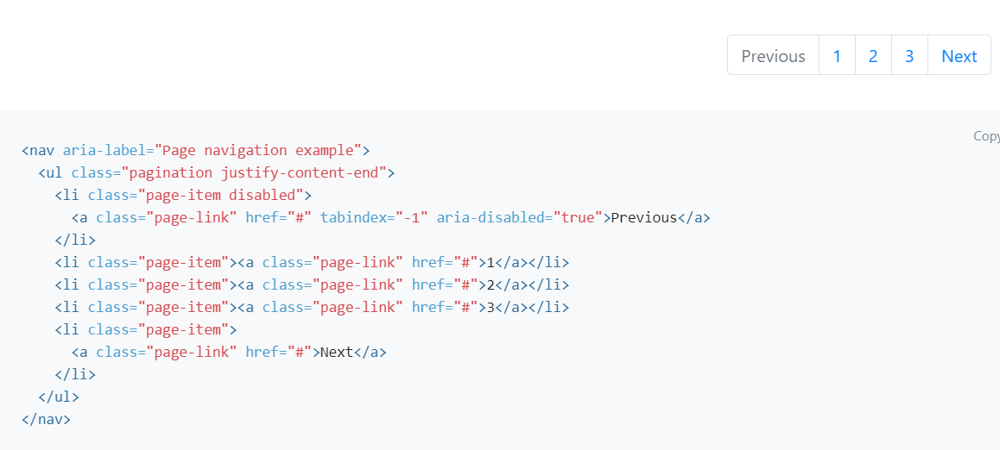 Previous 1 2 3 Next
Copy
<nav aria-label="Page navigation example">
  <ul class="pagination justify-content-end">
    <li class="page-item disabled">
      <a class="page-link" href="#" tabindex="-1" aria-disabled="true">Previous</a>
    </li>
    <li class="page-item"><a class="page-link" href="#">1</a></li>
    <li class="page-item"><a class="page-link" href="#">2</a></li>
    <li class="page-item"><a class="page-link" href="#">3</a></li>
    <li class="page-item">
      <a class="page-link" href="#">Next</a>
    </li>
  </ul>
</nav>